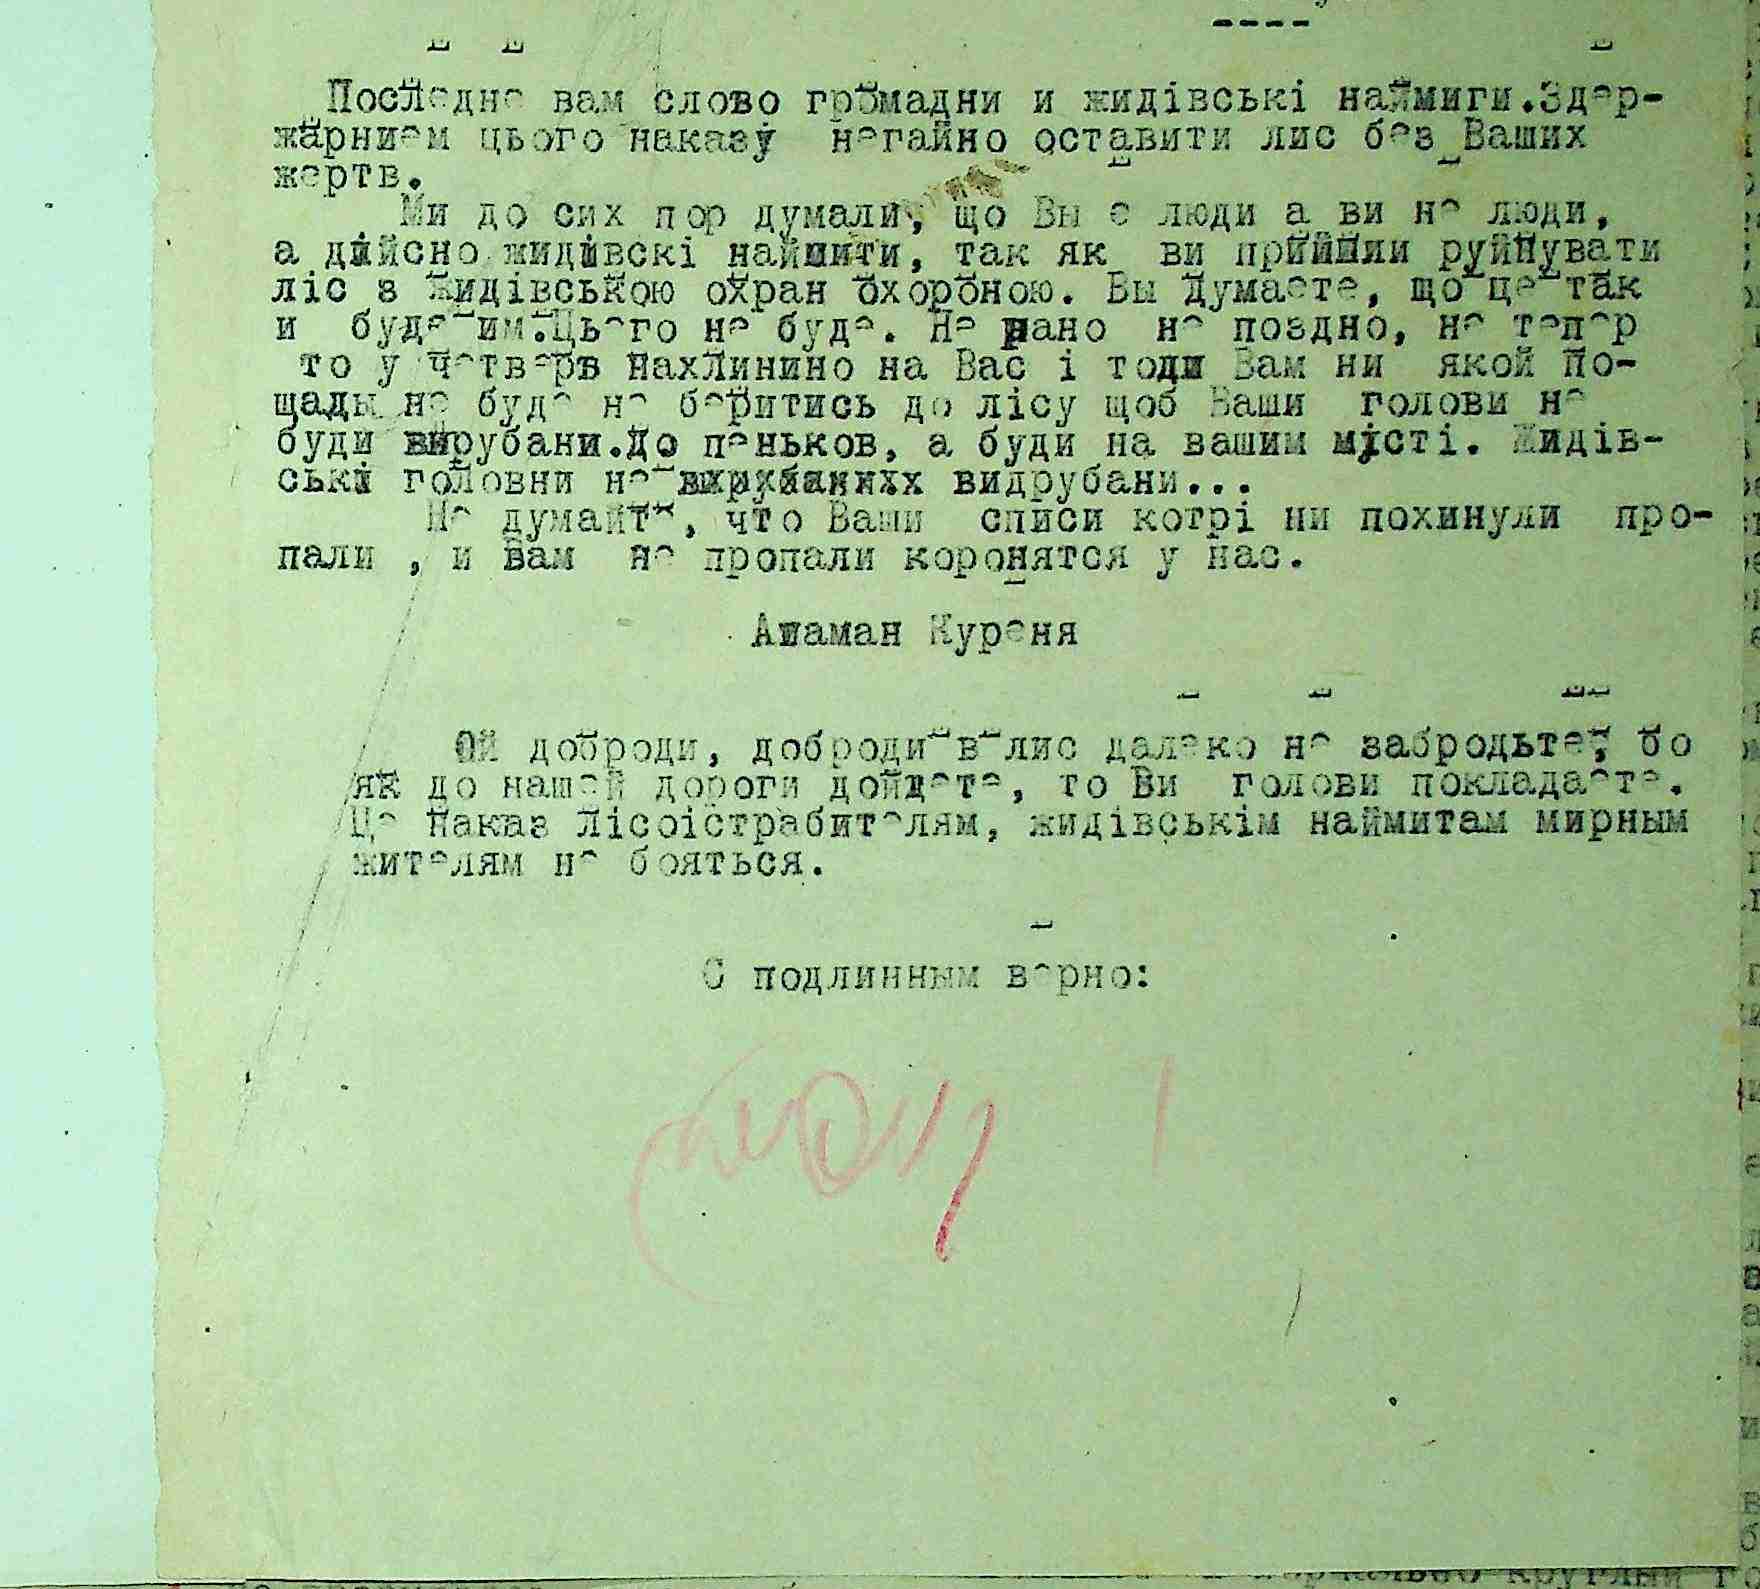 ----
Последне вам слово громадни и жидівські наймиги.Здер-
жарнием цього наказу негайно оставити лис без Ваших
жертв.
Ми до сих пор думали, що Вы є люди а ви не люди,
а дійсно жидівскі наймити, так як ви прийшли руйнувати
ліс з жидівською охран охороною. Вы думаете, що це так
и буде им.Цього не буде. Не рано не поздно, не тепер
то у четверь нахлинино на Вас і тоди Вам ни якой по-
щады не буде не беритись до лісу щоб Ваши голови не
буди вирубани.До пеньков, а буди на вашим місті. Жидів-
ські головни не видрубани...
Не думайте, что Ваши списи котрі ни похинули про-
пали , и Вам не пропали коронятся у нас.
Атаман Куреня
Ой доброди, доброди в лис далеко не забродьте, бо
як до нашей дороги дойдете, то Ви голови покладаете.
Це наказ Лісоістрабителям, жидівськім наймитам мирным
жителям не бояться.
С подлинным верно: